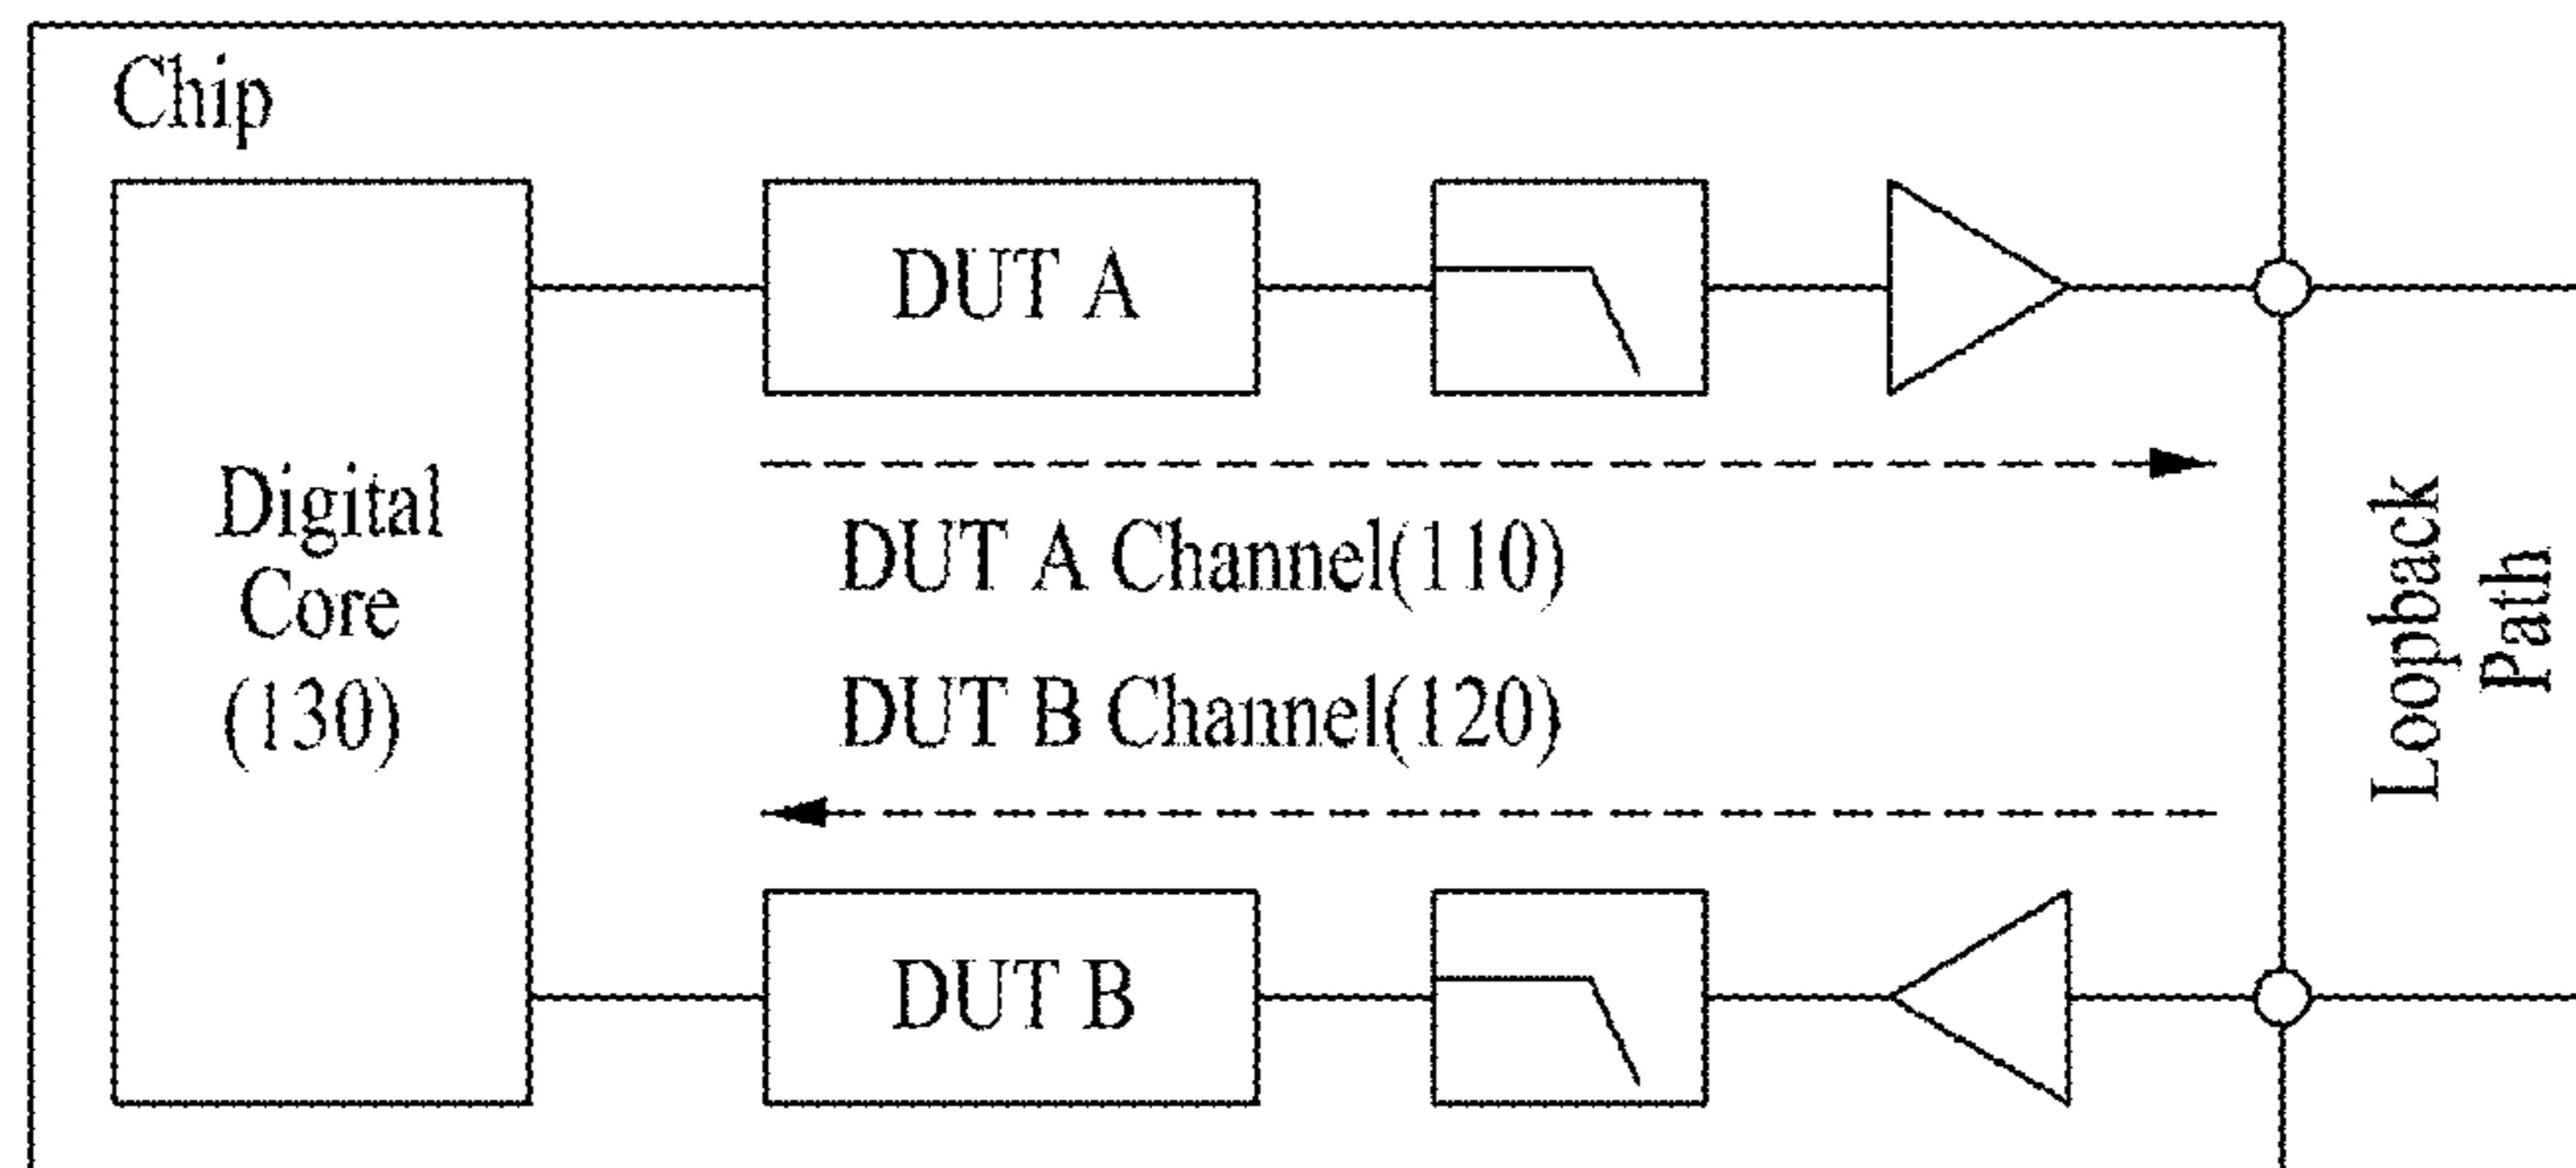 Chip
DUT A
Digital
Core
(130)
DUT A Channel(110)
DUT B Channel(120)
Loopback
Path
DUT B